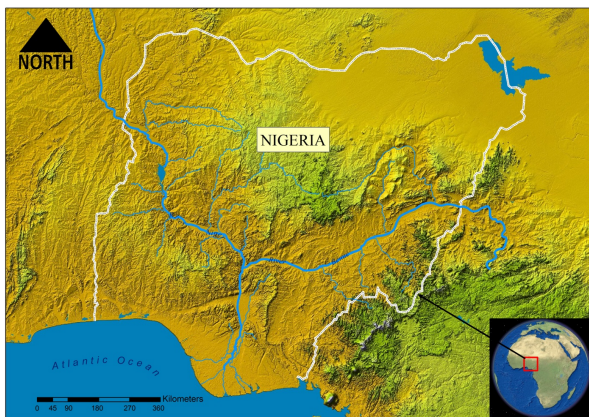 NORTH
NIGERIA
Atlantic Ocean
Kilometers
0 45 90 180 270 360